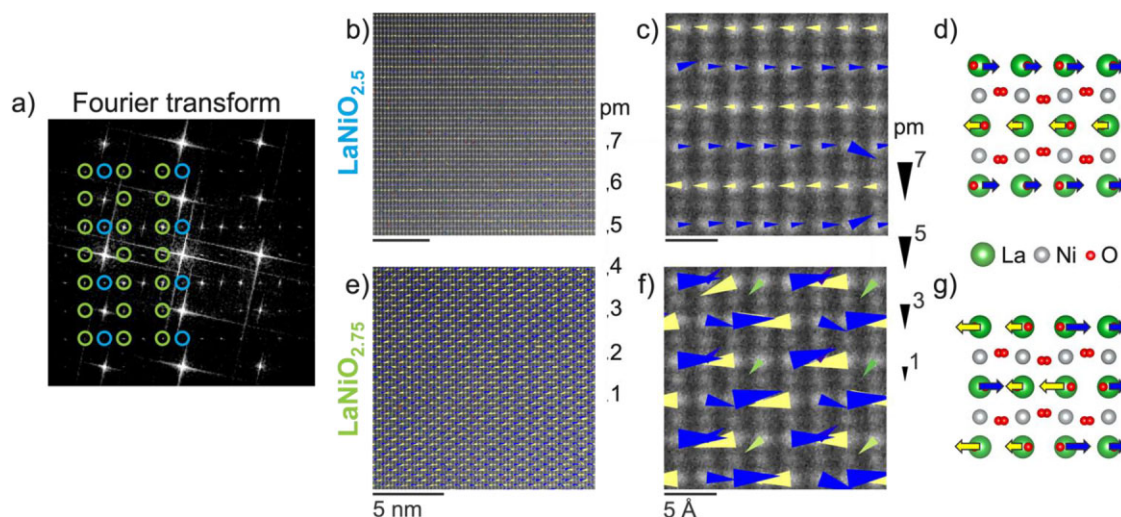 a)
Fourier transform
b)
LaNiO2.5
pm
.7
.6
.5
.4
.3
.2
.1
c)
pm
7
5
3
1
d)
La Ni O
e)
LaNiO2.75
5 nm
f)
5 Å
g)